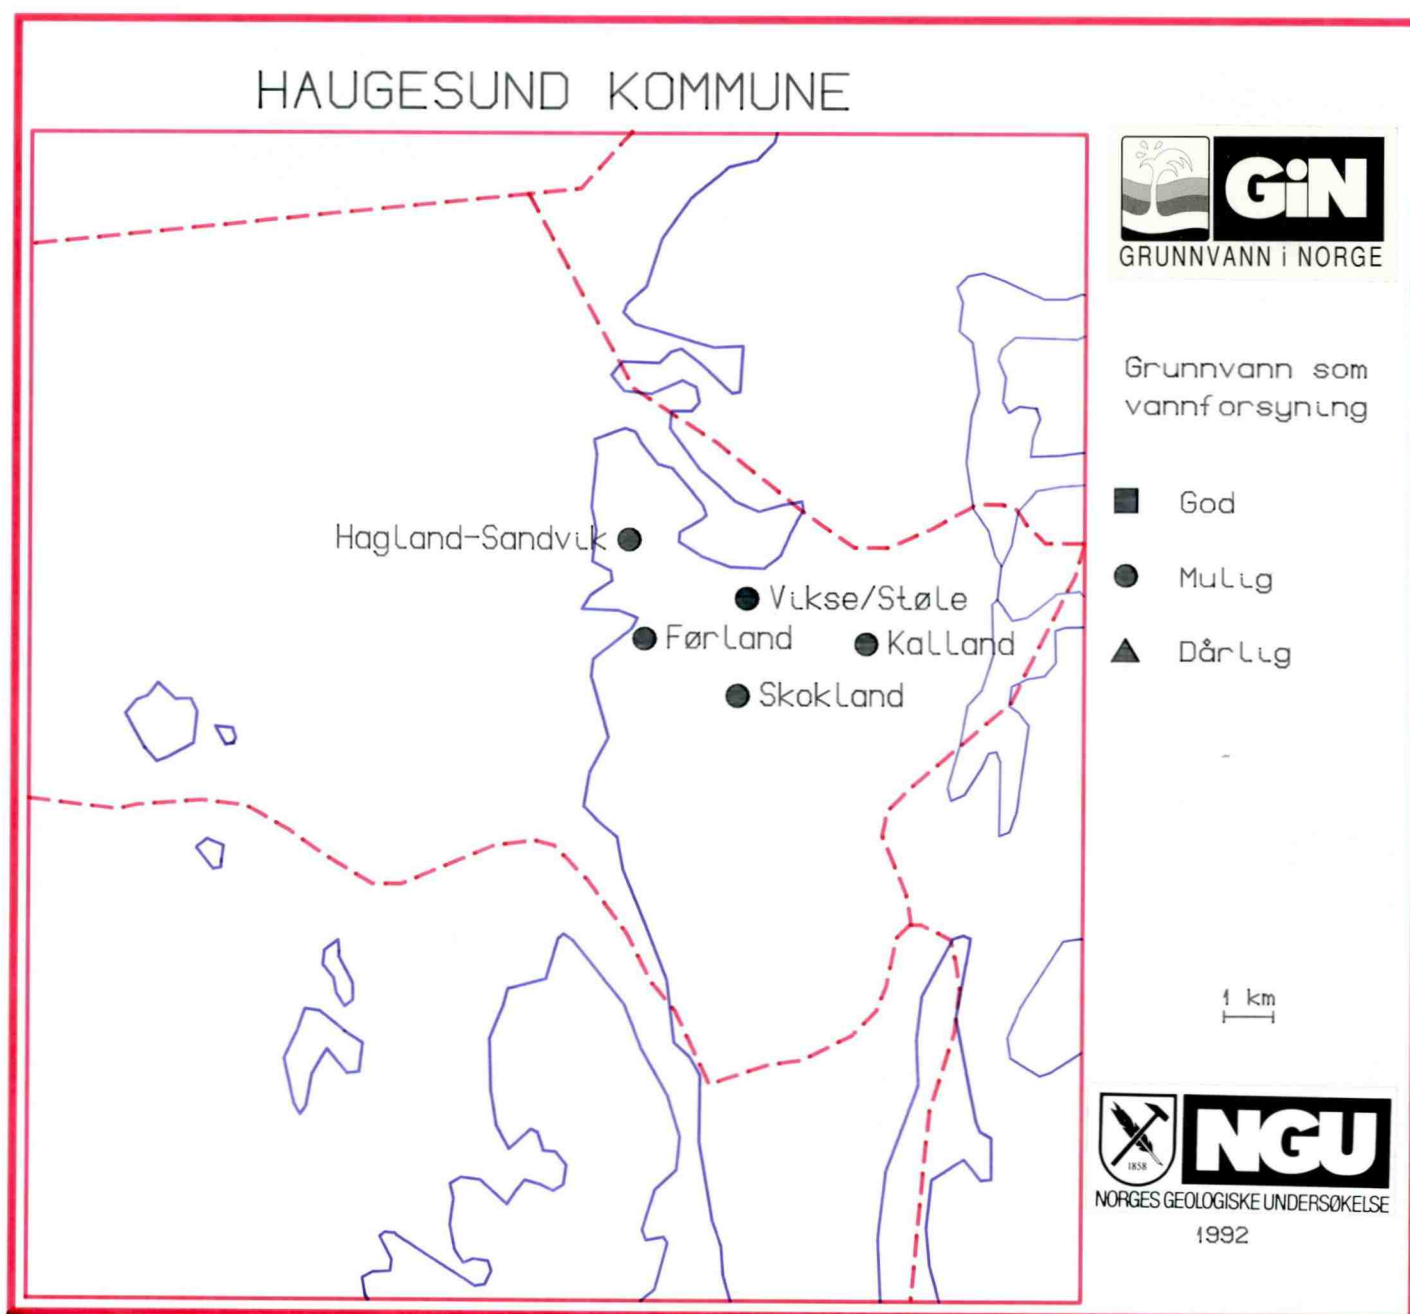 HAUGESUND KOMMUNE
GiN
GRUNNVANN i NORGE
Grunnvann som
vannforsyning
God
Mulig
Dårlig
Hagland-Sandvik
Vikse/Støle
Førland
Kalland
Skokland
1 km
1858
NGU
NORGES GEOLOGISKE UNDERSØKELSE
1992